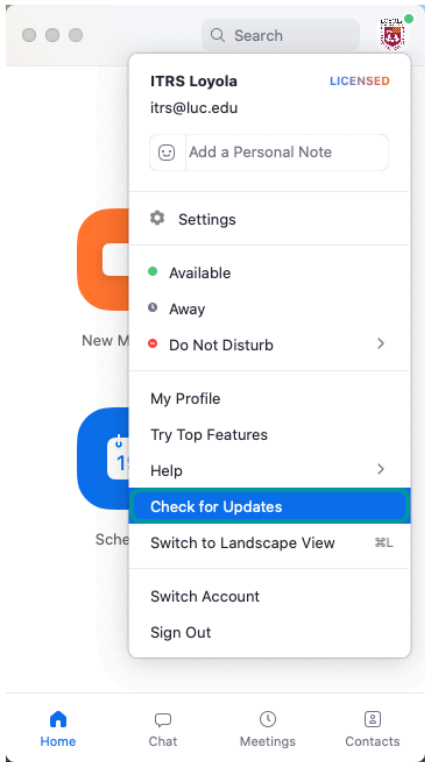 Search
ITRS Loyola LICENSED
itrs@luc.edu
Add a Personal Note
Settings
Available
Away
New M
Do Not Disturb
My Profile
Try Top Features
19
Help
Check for Updates
Sche
Switch to Landscape View ⌘L
Switch Account
Sign Out
Home Chat Meetings Contacts